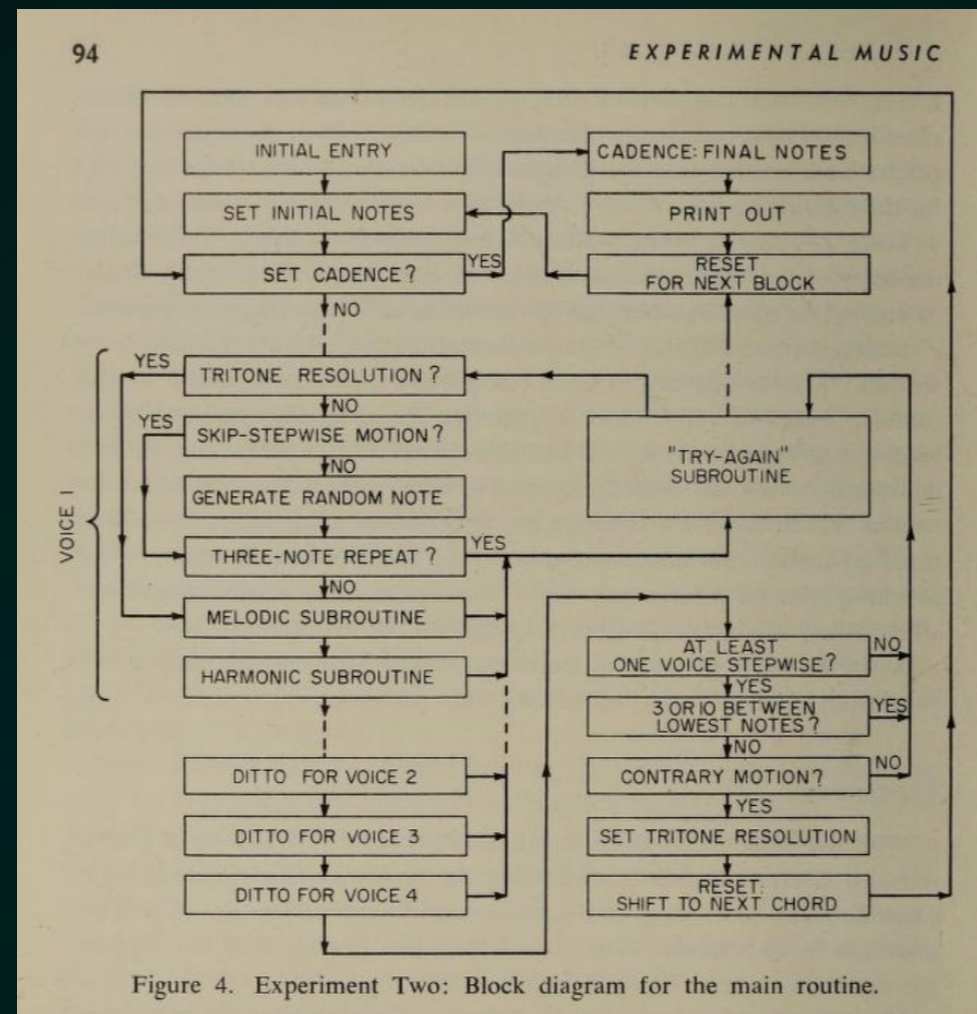 94
EXPERIMENTAL MUSIC
INITIAL ENTRY
SET INITIAL NOTES
SET CADENCE?
YES
NO
CADENCE: FINAL NOTES
PRINT OUT
RESET
FOR NEXT BLOCK
VOICE I
YES
TRITONE RESOLUTION?
NO
YES
SKIP-STEPWISE MOTION?
NO
GENERATE RANDOM NOTE
THREE-NOTE REPEAT?
YES
NO
MELODIC SUBROUTINE
HARMONIC SUBROUTINE
DITTO FOR VOICE 2
DITTO FOR VOICE 3
DITTO FOR VOICE 4
"TRY-AGAIN"
SUBROUTINE
AT LEAST
ONE VOICE STEPWISE?
NO
YES
3 OR 10 BETWEEN
LOWEST NOTES?
YES
NO
CONTRARY MOTION?
NO
YES
SET TRITONE RESOLUTION
RESET:
SHIFT TO NEXT CHORD
Figure 4. Experiment Two: Block diagram for the main routine.